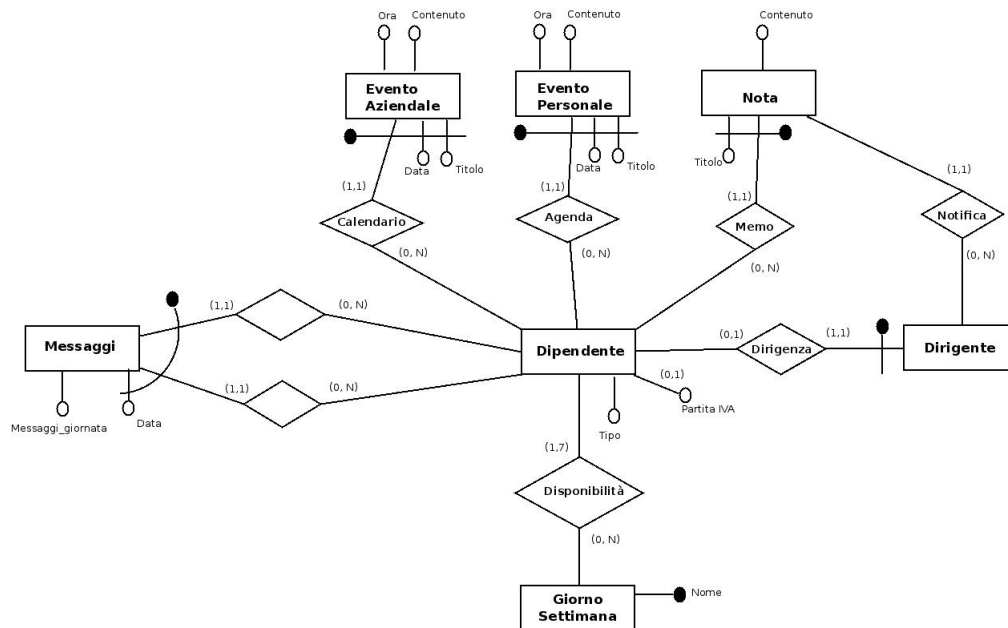 Ora
Contenuto
Ora
Contenuto
Contenuto
Evento
Aziendale
Evento
Personale
Nota
Data
Titolo
Data
Titolo
Titolo
(1,1)
(1,1)
(1,1)
(1,1)
Calendario
Agenda
Memo
Notifica
(0, N)
(0, N)
(0, N)
(0, N)
(1,1)
(0, N)
Messaggi
Dipendente
(0,1)
Dirigenza
(1,1)
Dirigente
(1,1)
(0, N)
(0,1)
Partita IVA
Messaggi_giornata
Data
Tipo
(1,7)
Disponibilità
(0, N)
Giorno
Settimana
Nome